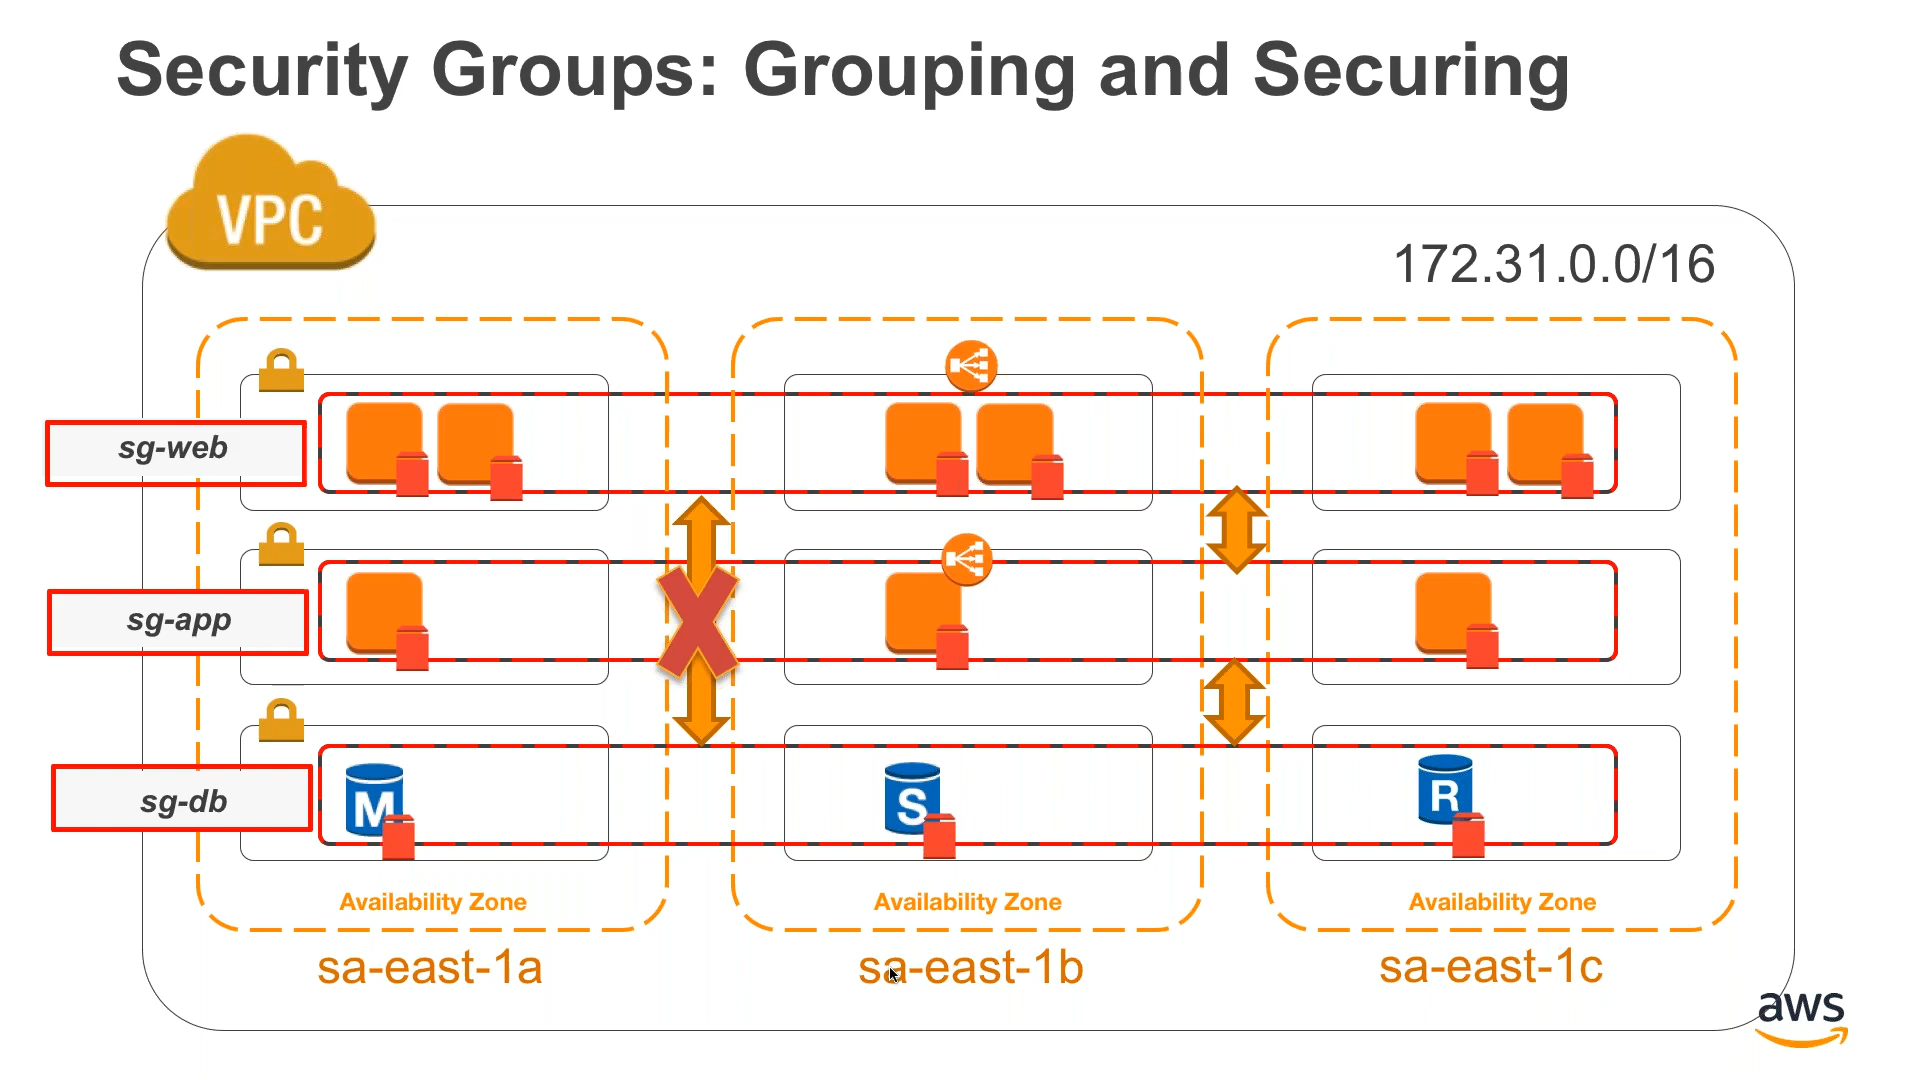 Security Groups: Grouping and Securing
VPC
172.31.0.0/16
sg-web
sg-app
sg-db
M
S
R
Availability Zone
Availability Zone
Availability Zone
sa-east-1a
sa-east-1b
sa-east-1c
aws